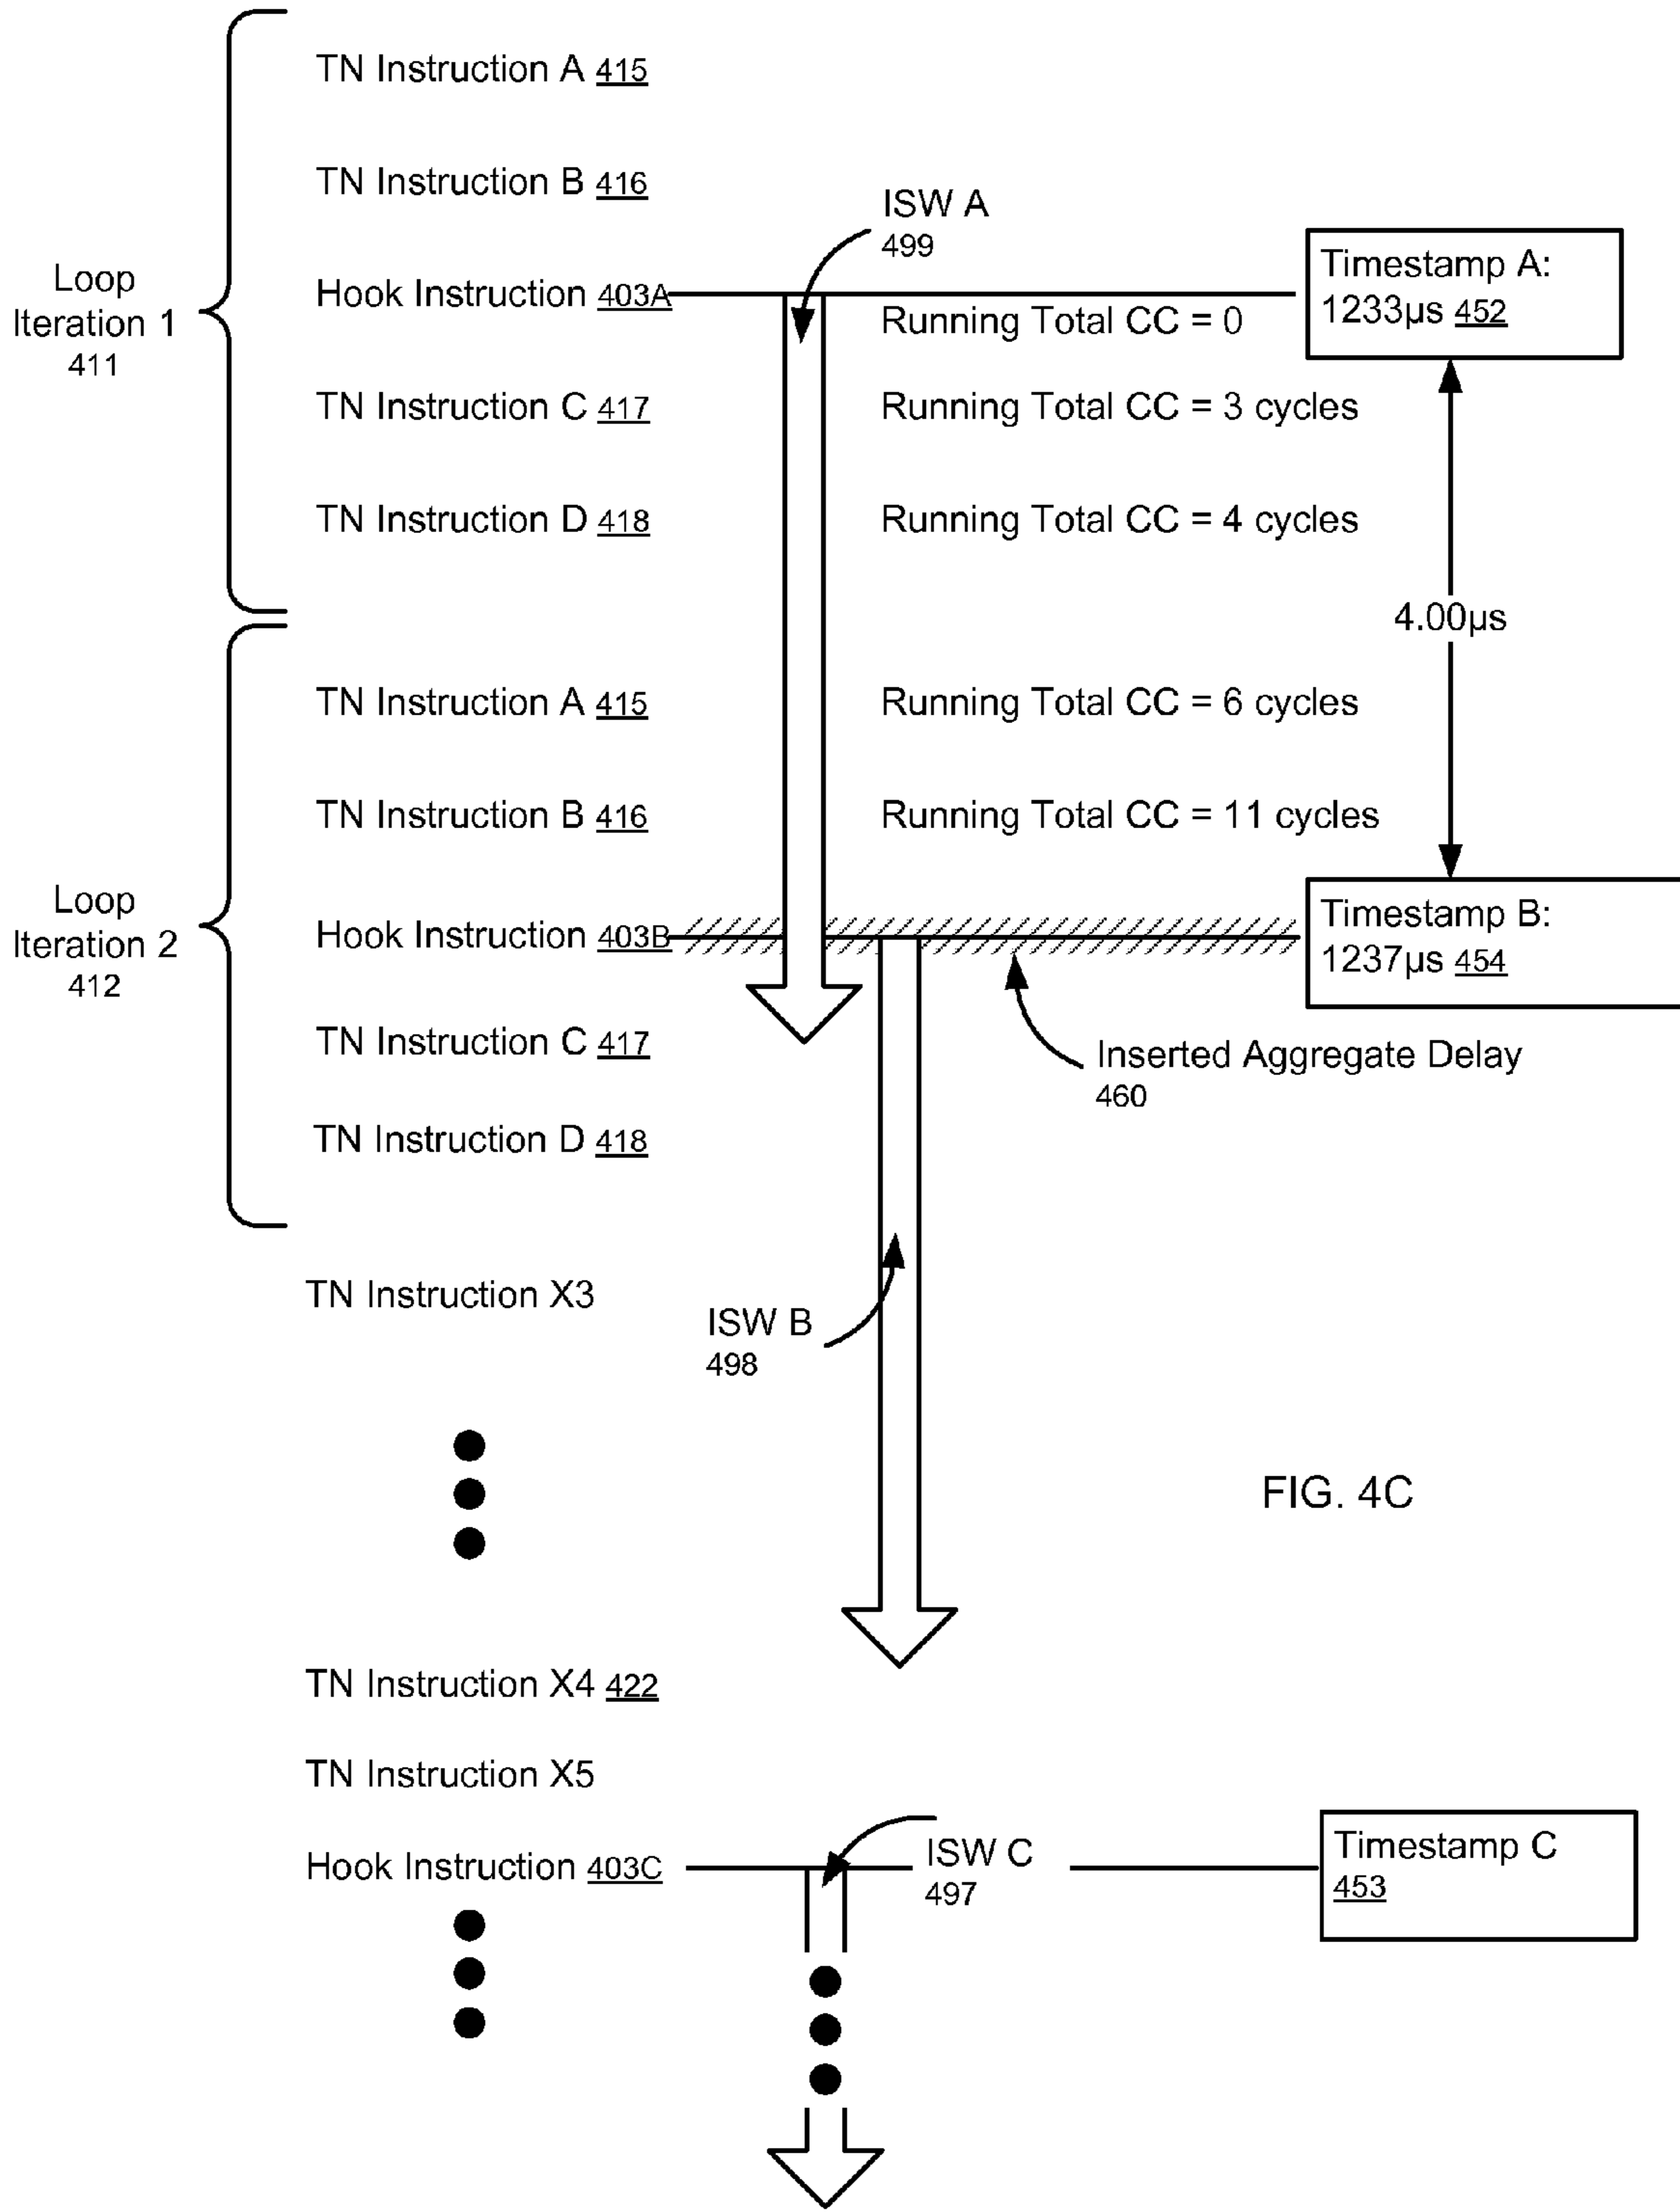 TN Instruction A 415
TN Instruction B 416
ISW A
499
Loop
Iteration 1
411
Hook Instruction 403A
Running Total CC = 0
Timestamp A:
1233µs 452
TN Instruction C 417
Running Total CC = 3 cycles
TN Instruction D 418
Running Total CC = 4 cycles
4.00µs
TN Instruction A 415
Running Total CC = 6 cycles
TN Instruction B 416
Running Total CC = 11 cycles
Loop
Iteration 2
412
Hook Instruction 403B
Timestamp B:
1237µs 454
TN Instruction C 417
Inserted Aggregate Delay
460
TN Instruction D 418
TN Instruction X3
ISW B
498
FIG. 4C
TN Instruction X4 422
TN Instruction X5
Hook Instruction 403C
ISW C
497
Timestamp C
453